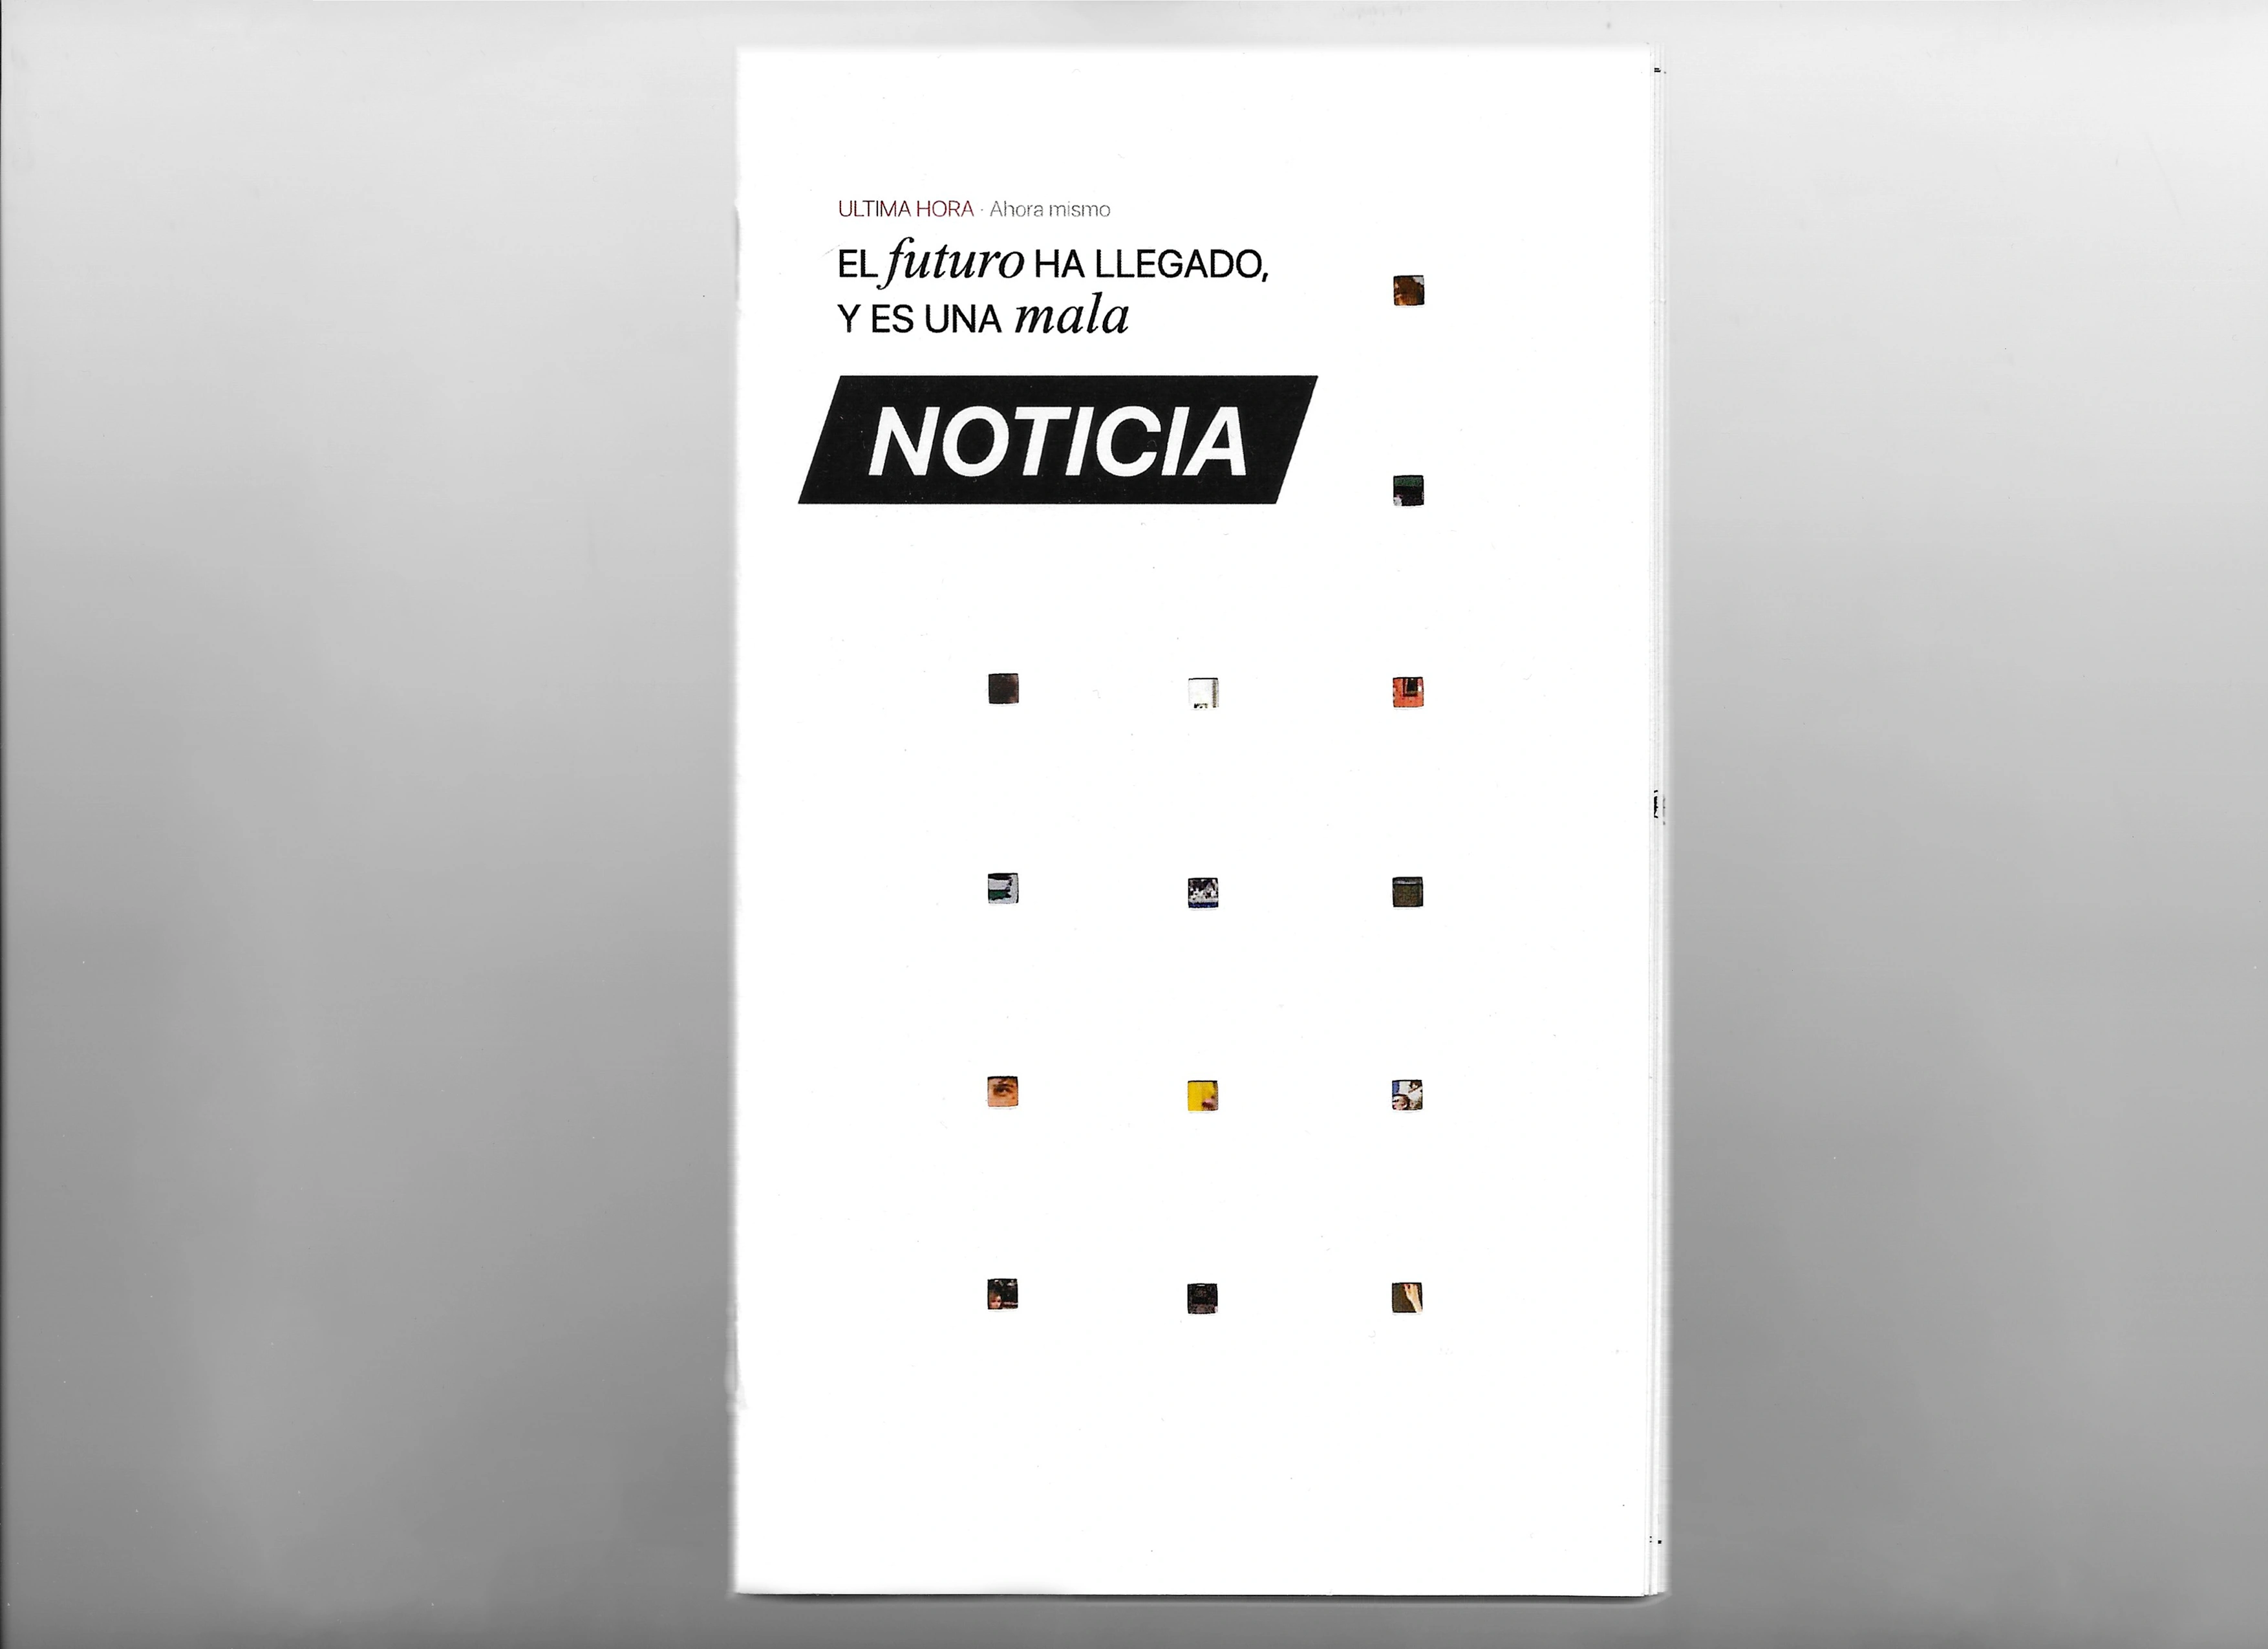 ULTIMA HORA · Ahora mismo
EL futuro HA LLEGADO,
Y ES UNA mala
NOTICIA